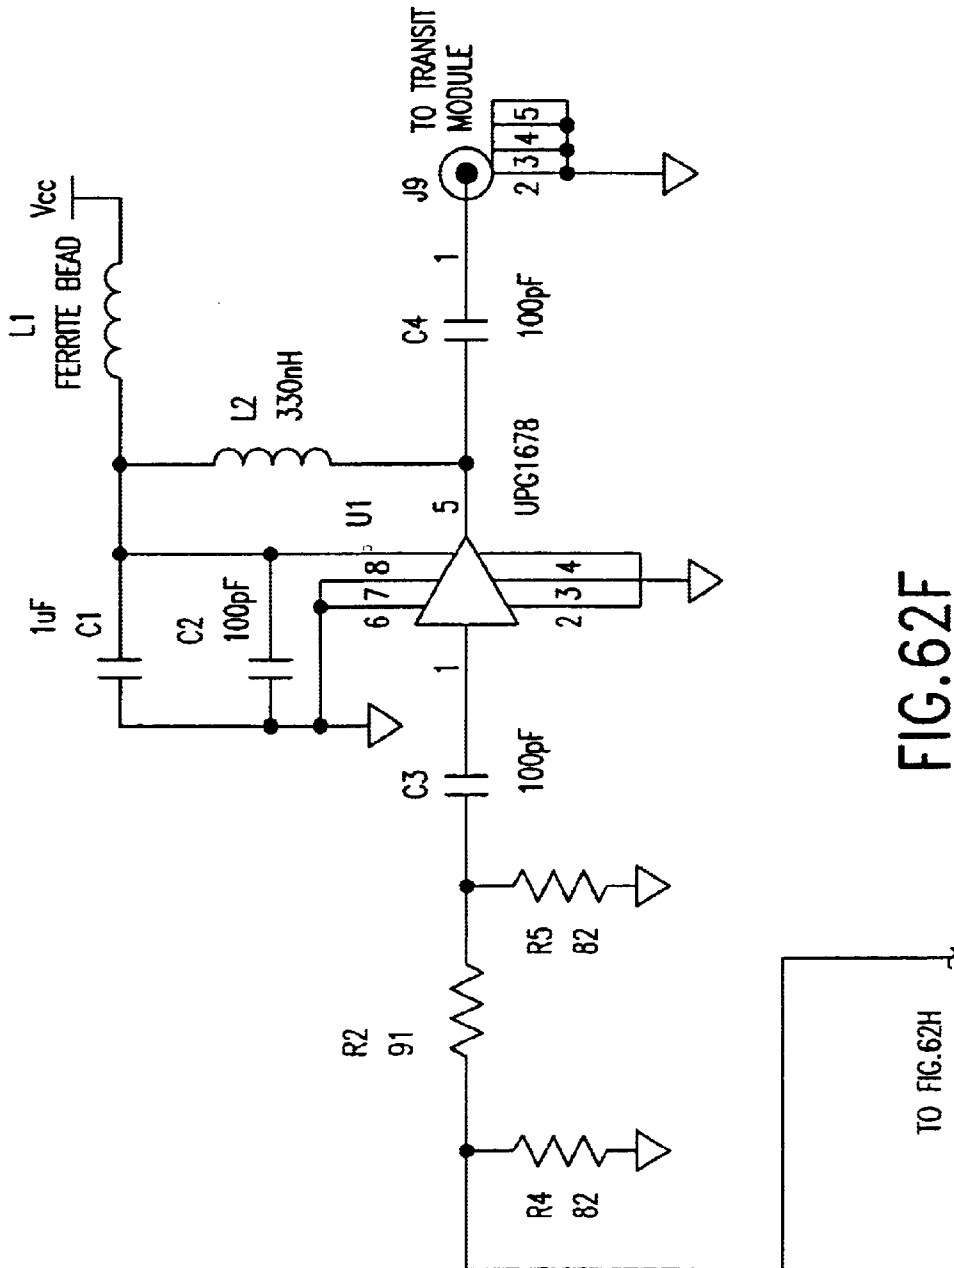 L1
FERRITE BEAD
Vcc
1uF
C1
C2
100pF
L2
330nH
U1
6
7
8
5
UPG1678
2
3
4
1
C3
100pF
C4
100pF
1
J9
TO TRANSIT
MODULE
2
3
4
5
R2
91
R4
82
R5
82
TO FIG.62H
FIG.62F